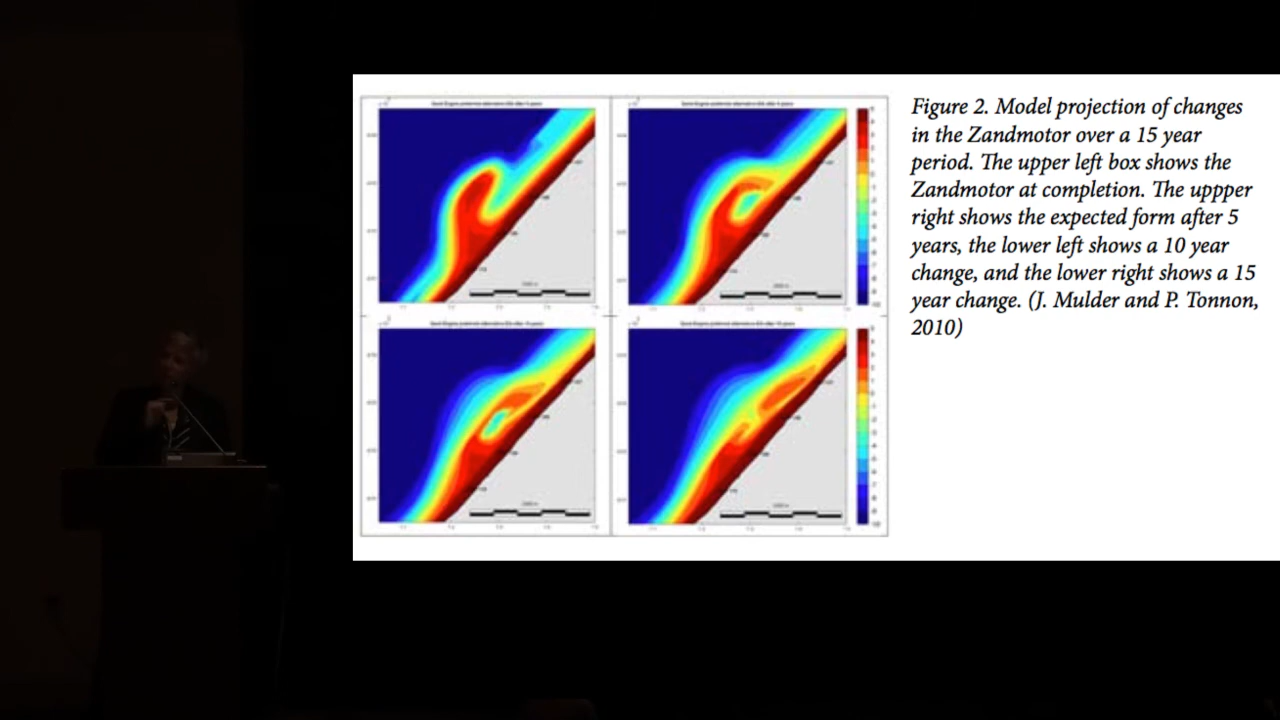 Figure 2. Model projection of changes
in the Zandmotor over a 15 year
period. The upper left box shows the
Zandmotor at completion. The uppper
right shows the expected form after 5
years, the lower left shows a 10 year
change, and the lower right shows a 15
year change. (J. Mulder and P. Tonnon,
2010)